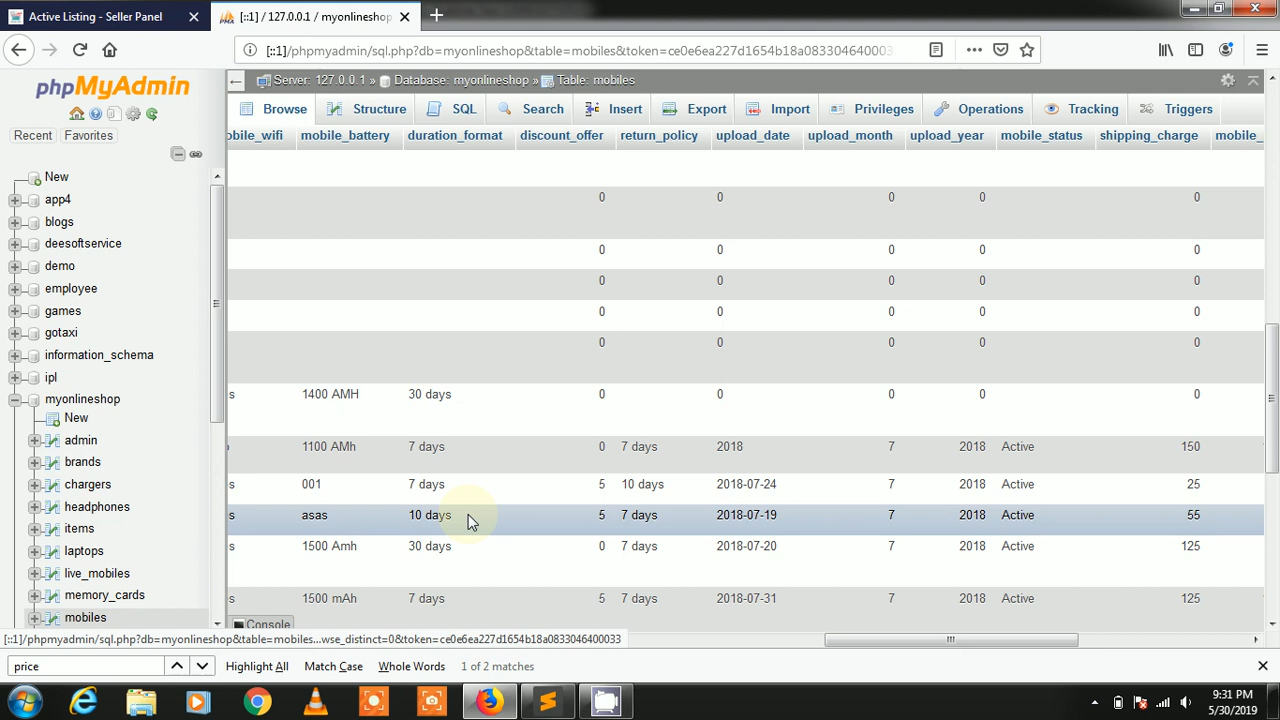 Active Listing - Seller Panel
[::1] / 127.0.0.1 / myonlineshop
[::1]/phpmyadmin/sql.php?db=myonlineshop&table=mobiles&token=ce0e6ea227d1654b18a0833046400033
phpMyAdmin
Recent Favorites
New
app4
blogs
deesoftservice
demo
employee
games
gotaxi
information_schema
ipl
myonlineshop
New
admin
brands
chargers
headphones
items
laptops
live_mobiles
memory_cards
mobiles
Server: 127.0.0.1 » Database: myonlineshop » Table: mobiles
Browse Structure SQL Search Insert Export Import Privileges Operations Tracking Triggers
obile_wifi mobile_battery duration_format discount_offer return_policy upload_date upload_month upload_year mobile_status shipping_charge mobile_
0 0 0 0 0
0 0 0 0 0
0 0 0 0 0
0 0 0 0 0
0 0 0 0 0
1400 AMH 30 days 0 0 0 0 0
1100 AMh 7 days 0 7 days 2018 7 2018 Active 150
s 001 7 days 5 10 days 2018-07-24 7 2018 Active 25
s asas 10 days 5 7 days 2018-07-19 7 2018 Active 55
s 1500 Amh 30 days 0 7 days 2018-07-20 7 2018 Active 125
s 1500 mAh 7 days 5 7 days 2018-07-31 7 2018 Active 125
Console
[::1]/phpmyadmin/sql.php?db=myonlineshop&table=mobiles...wse_distinct=0&token=ce0e6ea227d1654b18a0833046400033
price Highlight All Match Case Whole Words 1 of 2 matches
9:31 PM
5/30/2019